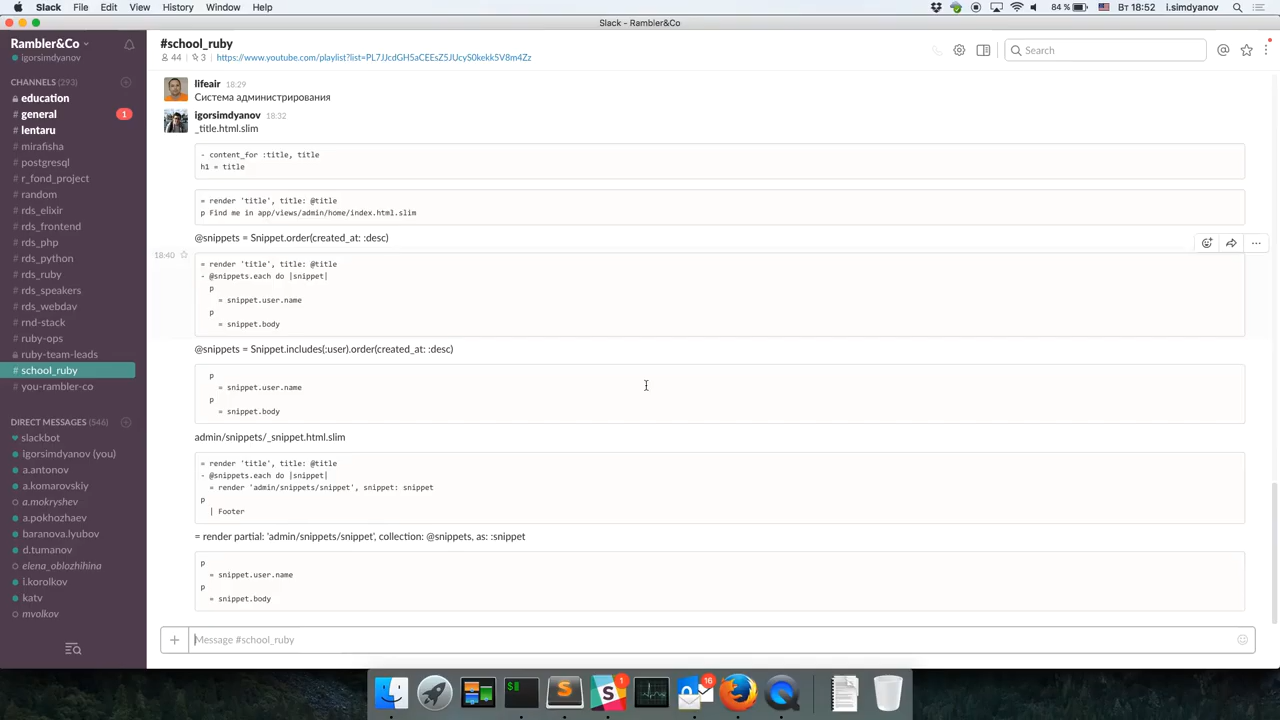 Slack File Edit View History Window Help 84 % Вт 18:52 i.simdyanov
Slack - Rambler&Co
Rambler&Co
igorsimdyanov
CHANNELS (293)
education
# general 1
# lentaru
# mirafisha
# postgresql
# r_fond_project
# random
# rds_elixir
# rds_frontend
# rds_php
# rds_python
# rds_ruby
# rds_speakers
# rds_webdav
# rnd-stack
# ruby-ops
ruby-team-leads
# school_ruby
# you-rambler-co
DIRECT MESSAGES (546)
slackbot
igorsimdyanov (you)
a.antonov
a.komarovskiy
a.mokryshev
a.pokhozhaev
baranova.lyubov
d.tumanov
elena_oblozhihina
i.korolkov
katv
mvolkov
#school_ruby
44 3 https://www.youtube.com/playlist?list=PL7JJcdGH5aCEEsZ5JUcyS0kekk5V8m4Zz
Search
lifeair 18:29
Система администрирования
igorsimdyanov 18:32
_title.html.slim
- content_for :title, title
h1 = title
= render 'title', title: @title
p Find me in app/views/admin/home/index.html.slim
@snippets = Snippet.order(created_at: :desc)
18:40
= render 'title', title: @title
- @snippets.each do |snippet|
p
= snippet.user.name
p
= snippet.body
@snippets = Snippet.includes(:user).order(created_at: :desc)
p
= snippet.user.name
p
= snippet.body
admin/snippets/_snippet.html.slim
= render 'title', title: @title
- @snippets.each do |snippet|
= render 'admin/snippets/snippet', snippet: snippet
p
| Footer
= render partial: 'admin/snippets/snippet', collection: @snippets, as: :snippet
p
= snippet.user.name
p
= snippet.body
Message #school_ruby
1
16